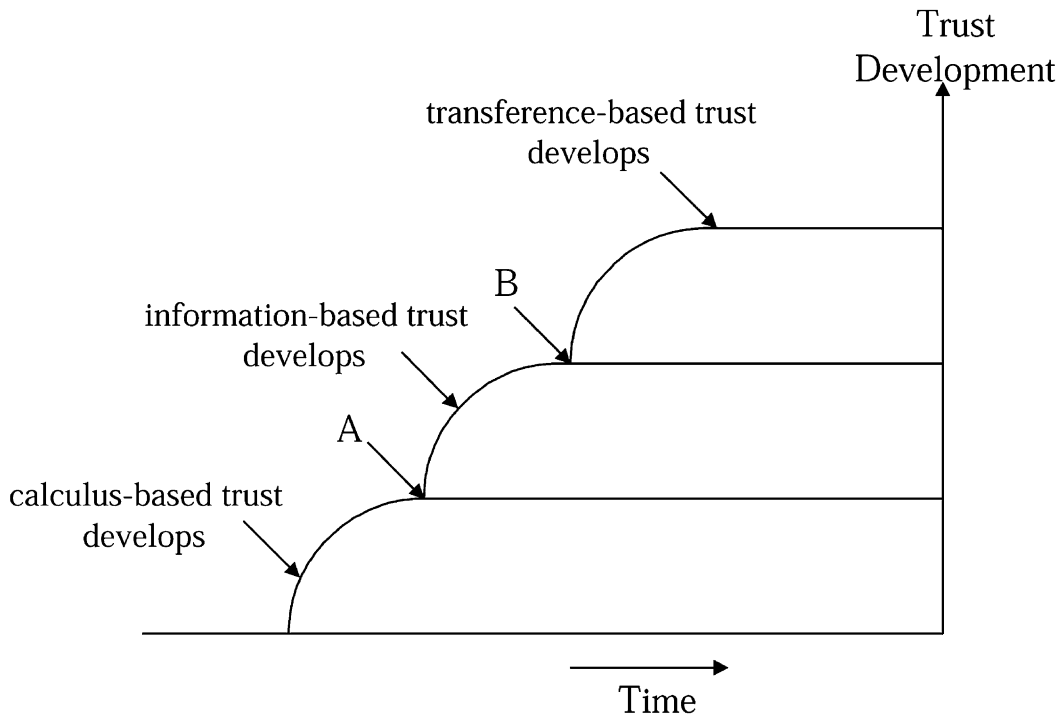 Trust
Development
transference-based trust
develops
B
information-based trust
develops
A
calculus-based trust
develops
Time